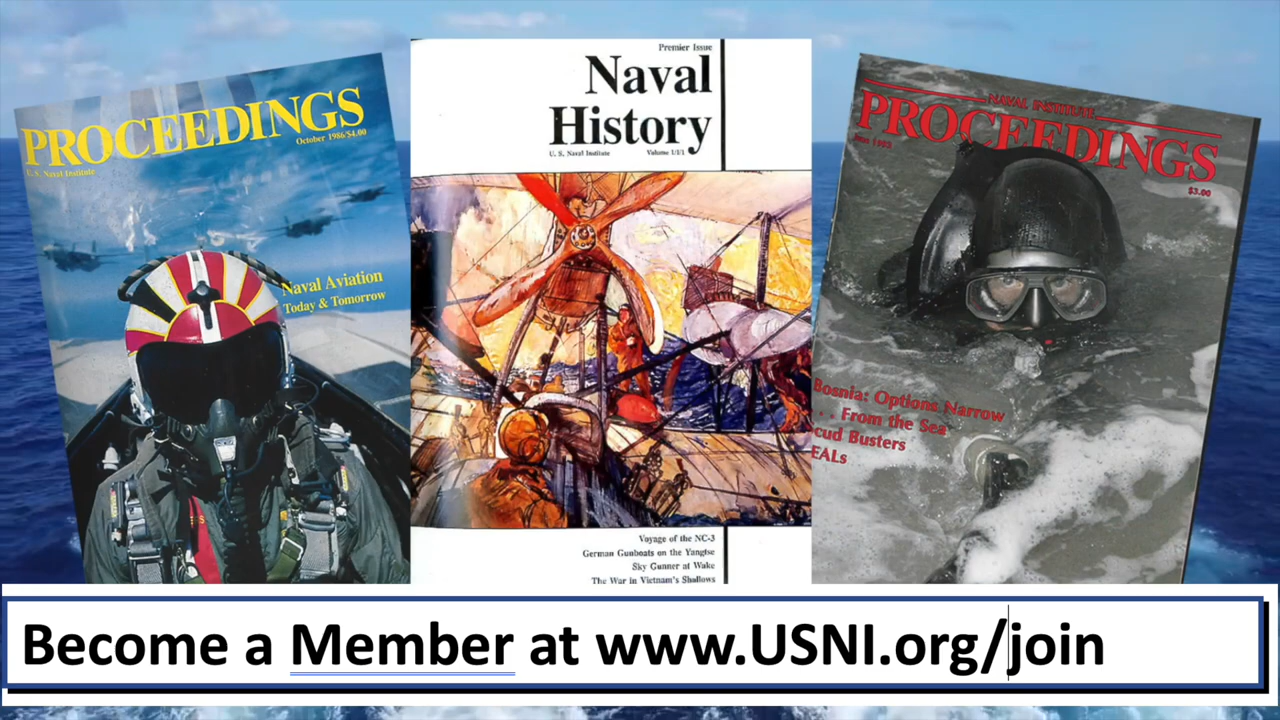 PROCEEDINGS
October 1986/$4.00
U. S. Naval Institute
Naval Aviation
Today & Tomorrow
Premier Issue
Naval
History
U. S. Naval Institute Volume 1/1/1
Voyage of the NC-3
German Gunboats on the Yangtse
Sky Gunner at Wake
The War in Vietnam's Shallows
NAVAL INSTITUTE
PROCEEDINGS
$3.00
Bosnia: Options Narrow
. . From the Sea
cud Busters
EALs
Become a Member at www.USNI.org/join